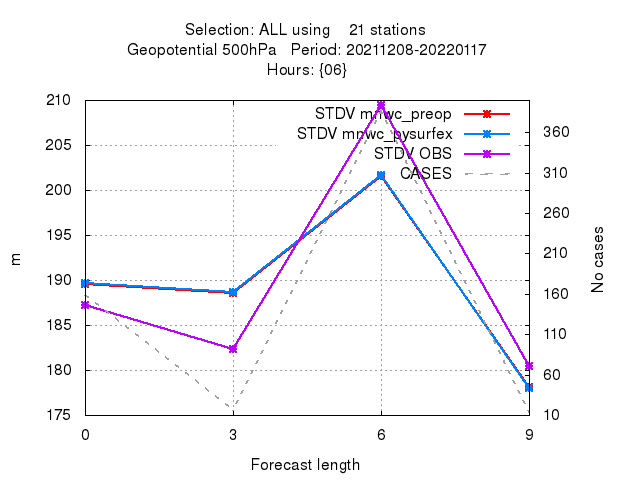 Selection: ALL using 21 stations
Geopotential 500hPa Period: 20211208-20220117
Hours: {06}
STDV mnwc_preop
STDV mnwc_pysurfex
STDV OBS
CASES
210
205
200
195
190
185
180
175
m
360
310
260
210
160
110
60
10
No cases
0 3 6 9
Forecast length